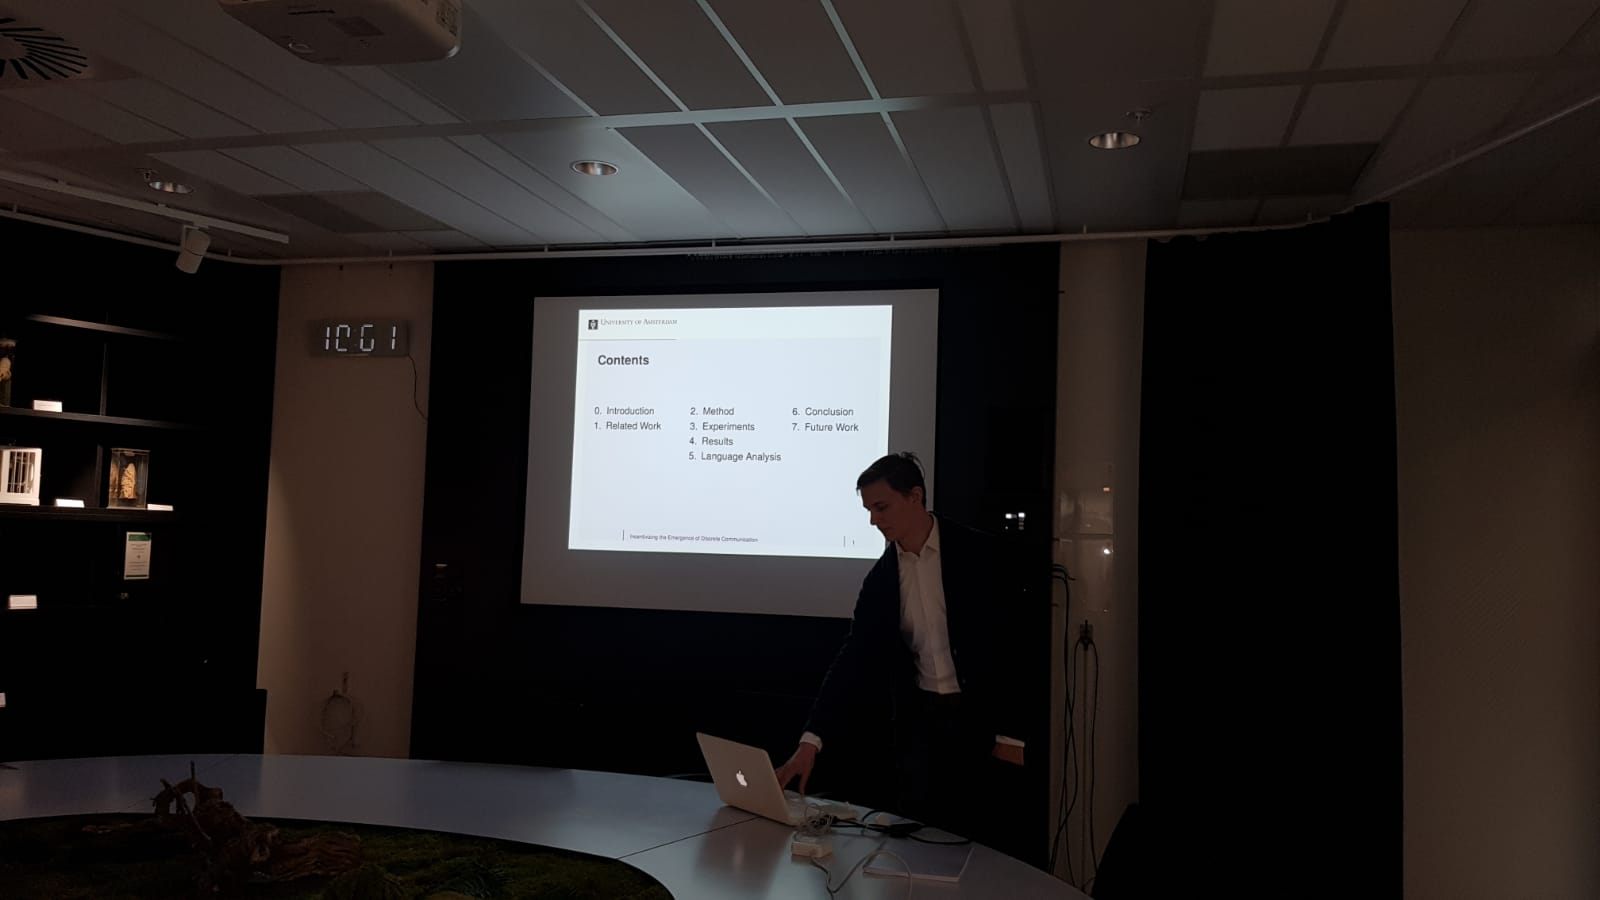 UNIVERSITY OF AMSTERDAM
Contents
0. Introduction
1. Related Work
2. Method
3. Experiments
4. Results
5. Language Analysis
6. Conclusion
7. Future Work
Incentivizing the Emergence of Discrete Communication
1